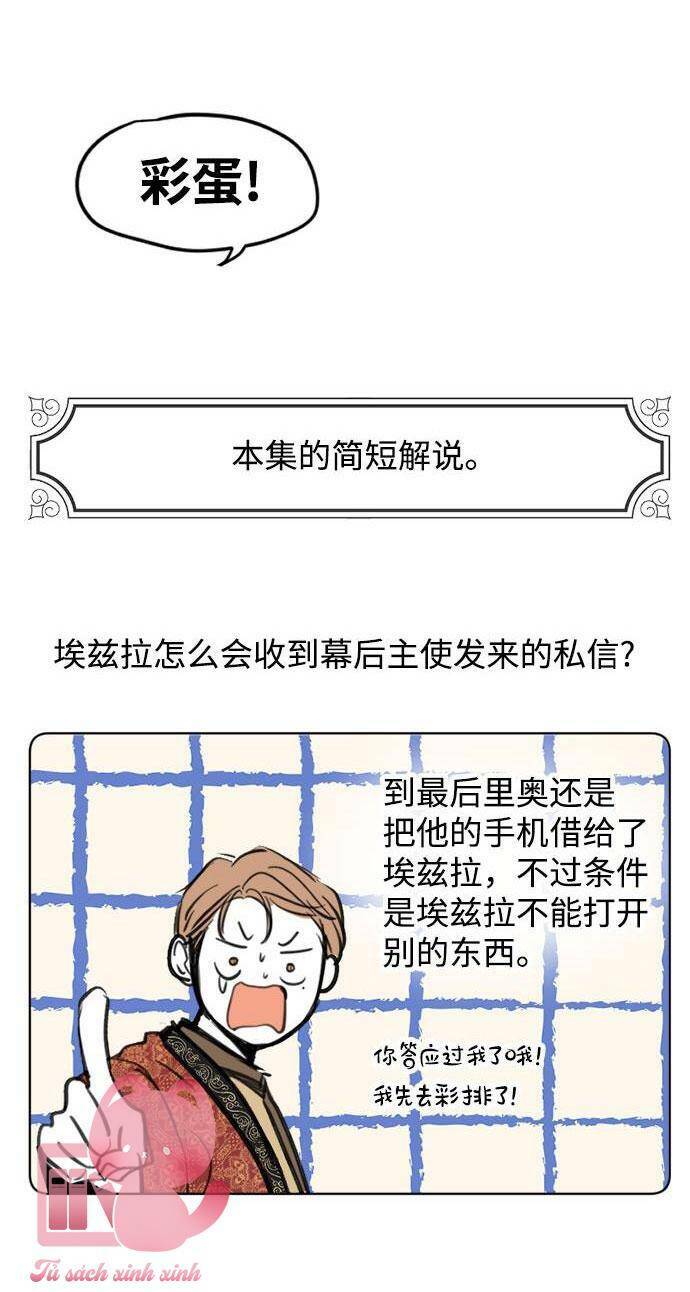 彩蛋!
本集的简短解说。
埃兹拉怎么会收到幕后主使发来的私信?
到最后里奥还是
把他的手机借给了
埃兹拉，不过条件
是埃兹拉不能打开
别的东西。
你答应过我了哦!
我先去彩排了!
Tủ sách xinh xinh